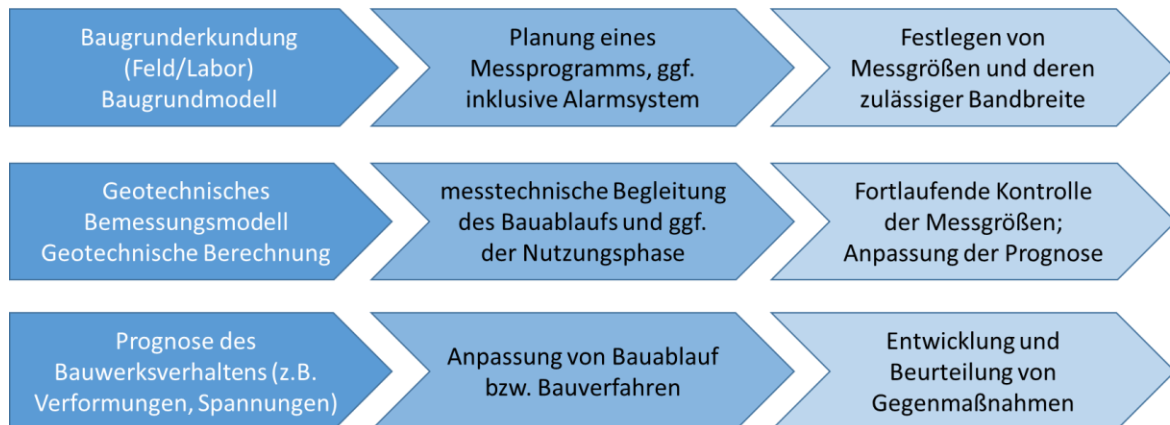 Baugrunderkundung
(Feld/Labor)
Baugrundmodell
Planung eines
Messprogramms, ggf.
inklusive Alarmsystem
Festlegen von
Messgrößen und deren
zulässiger Bandbreite
Geotechnisches
Bemessungsmodell
Geotechnische Berechnung
messtechnische Begleitung
des Bauablaufs und ggf.
der Nutzungsphase
Fortlaufende Kontrolle
der Messgrößen;
Anpassung der Prognose
Prognose des
Bauwerksverhaltens (z.B.
Verformungen, Spannungen)
Anpassung von Bauablauf
bzw. Bauverfahren
Entwicklung und
Beurteilung von
Gegenmaßnahmen